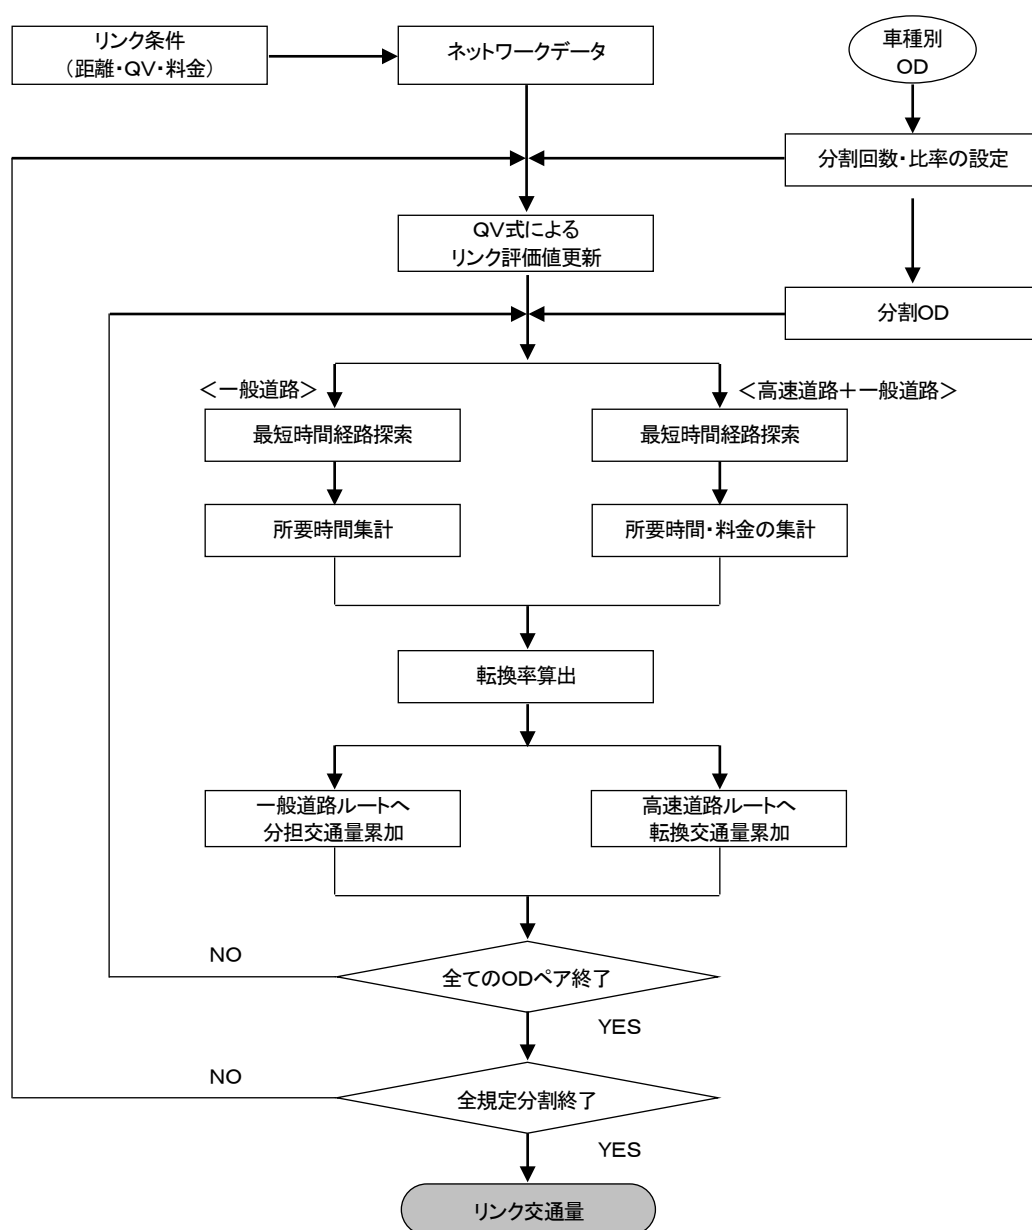 リンク条件
（距離・QV・料金）
ネットワークデータ
車種別
OD
分割回数・比率の設定
QV式による
リンク評価値更新
分割OD
＜一般道路＞
＜高速道路＋一般道路＞
最短時間経路探索
最短時間経路探索
所要時間集計
所要時間・料金の集計
転換率算出
一般道路ルートへ
分担交通量累加
高速道路ルートへ
転換交通量累加
NO
全てのODペア終了
YES
NO
全規定分割終了
YES
リンク交通量